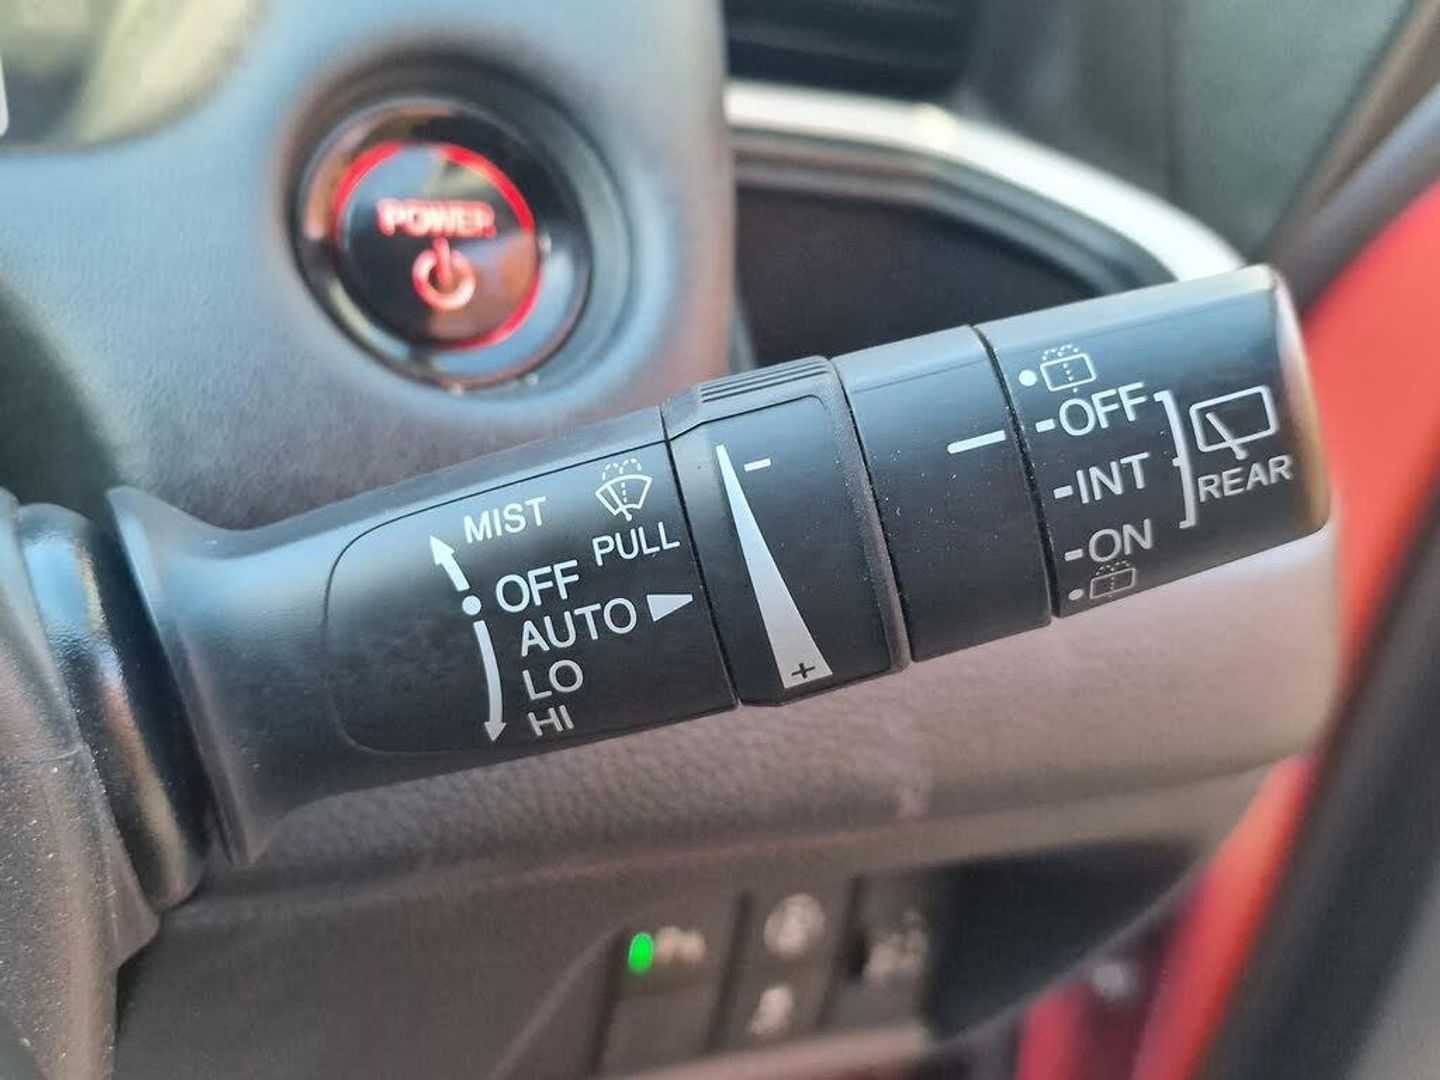 POWER
MIST
PULL
OFF
AUTO
LO
HI
-
+
OFF
INT
ON
REAR